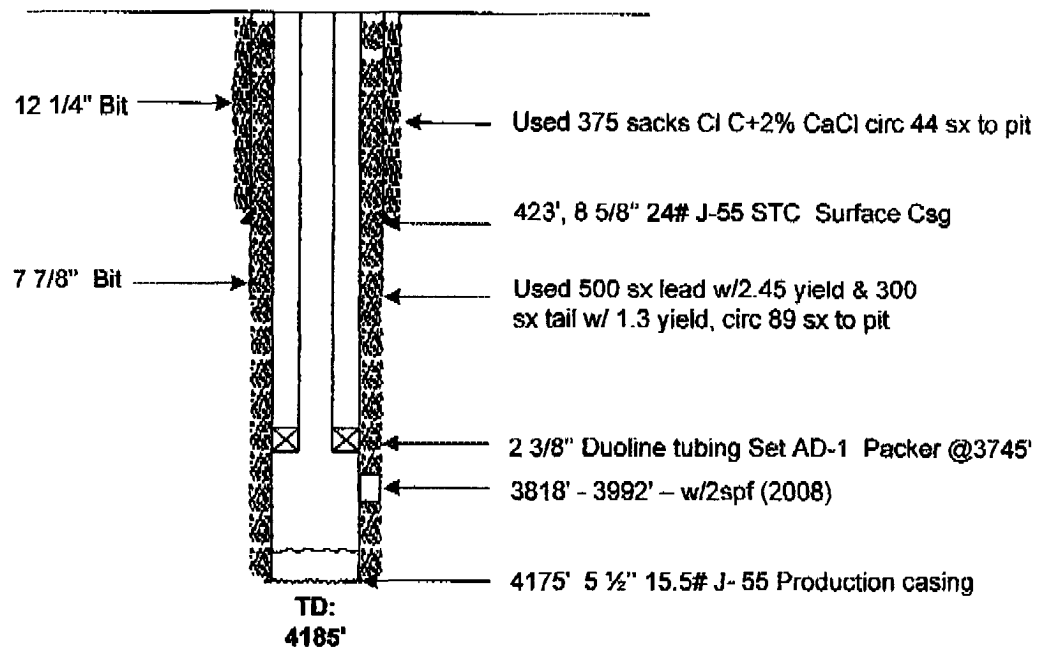 12 1/4" Bit
Used 375 sacks Cl C+2% CaCl circ 44 sx to pit
423', 8 5/8" 24# J-55 STC Surface Csg
7 7/8" Bit
Used 500 sx lead w/2.45 yield & 300
sx tail w/ 1.3 yield, circ 89 sx to pit
2 3/8" Duoline tubing Set AD-1 Packer @3745'
3818' - 3992' – w/2spf (2008)
4175' 5 ½" 15.5# J- 55 Production casing
TD:
4185'